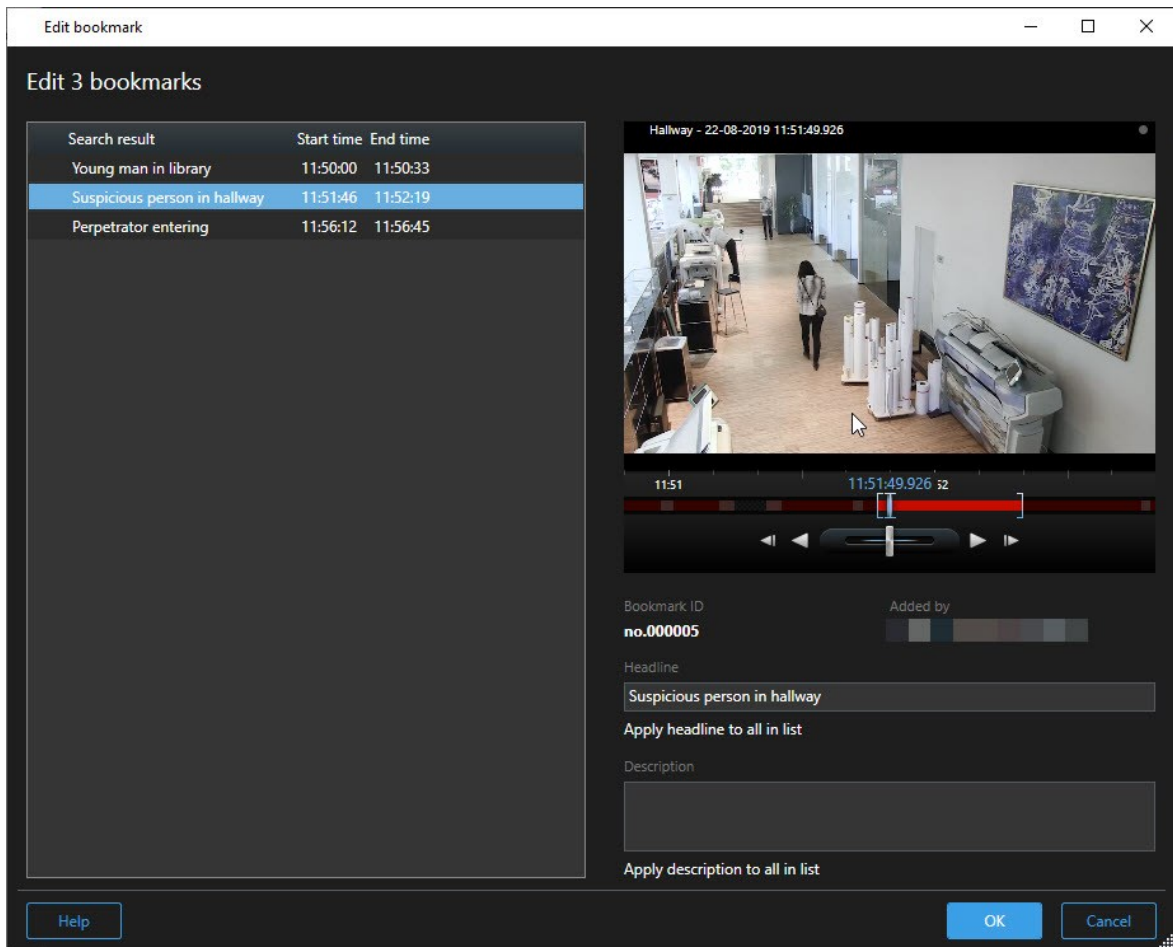 Edit bookmark
Edit 3 bookmarks
Search result Start time End time
Young man in library 11:50:00 11:50:33
Suspicious person in hallway 11:51:46 11:52:19
Perpetrator entering 11:56:12 11:56:45
Hallway - 22-08-2019 11:51:49.926
11:51 11:51:49.926 52
Bookmark ID Added by
no.000005
Headline
Suspicious person in hallway
Apply headline to all in list
Description
Apply description to all in list
Help OK Cancel